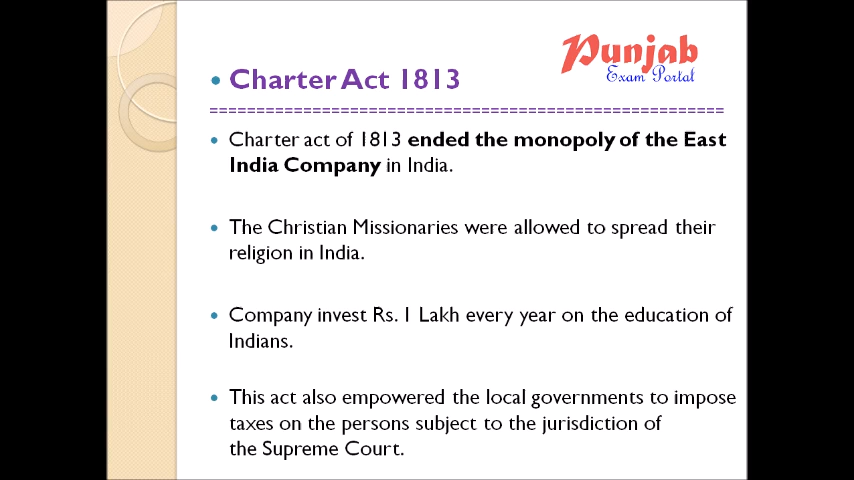 Punjab
Exam Portal
• Charter Act 1813
=======================================================
• Charter act of 1813 ended the monopoly of the East
India Company in India.
• The Christian Missionaries were allowed to spread their
religion in India.
• Company invest Rs. 1 Lakh every year on the education of
Indians.
• This act also empowered the local governments to impose
taxes on the persons subject to the jurisdiction of
the Supreme Court.